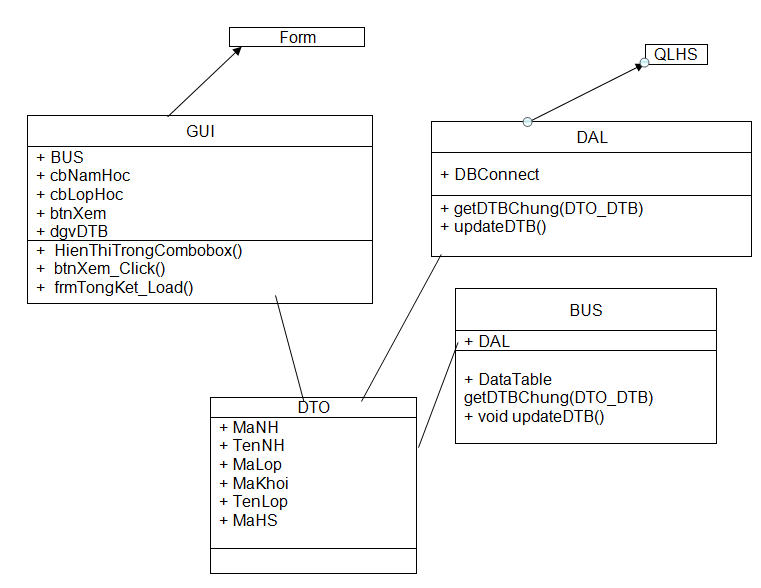 Form
QLHS
GUI
+ BUS
+ cbNamHoc
+ cbLopHoc
+ btnXem
+ dgvDTB
+ HienThiTrongCombobox()
+ btnXem_Click()
+ frmTongKet_Load()
DAL
+ DBConnect
+ getDTBChung(DTO_DTB)
+ updateDTB()
BUS
+ DAL
+ DataTable
getDTBChung(DTO_DTB)
+ void updateDTB()
DTO
+ MaNH
+ TenNH
+ MaLop
+ MaKhoi
+ TenLop
+ MaHS